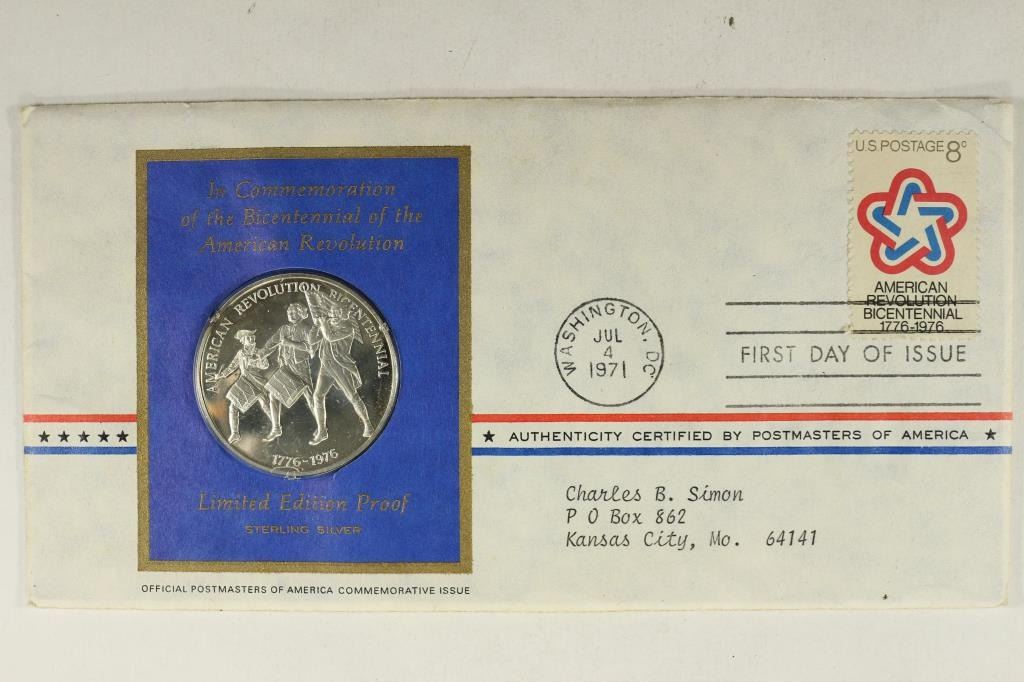 In Commemoration
of the Bicentennial of the
American Revolution
AMERICAN REVOLUTION BICENTENNIAL
1776-1976
Limited Edition Proof
STERLING SILVER
OFFICIAL POSTMASTERS OF AMERICA COMMEMORATIVE ISSUE
U.S. POSTAGE 8c
AMERICAN
REVOLUTION
BICENTENNIAL
1776-1976
WASHINGTON, DC
JUL
4
1971
FIRST DAY OF ISSUE
★★★★★ ★ AUTHENTICITY CERTIFIED BY POSTMASTERS OF AMERICA ★
Charles B. Simon
P O Box 862
Kansas City, Mo. 64141